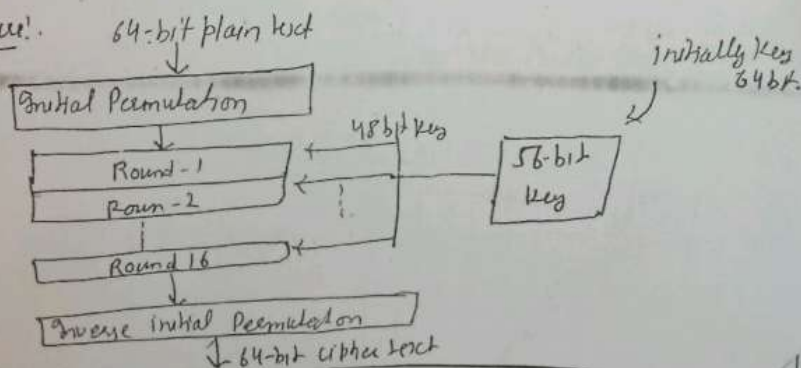 64-bit plain text
initially key
64 bit.
Initial Permutation
48 bit key
56-bit
key
Round-1
Roun-2
Round 16
Inverse initial Permutation
64-bit cipher text